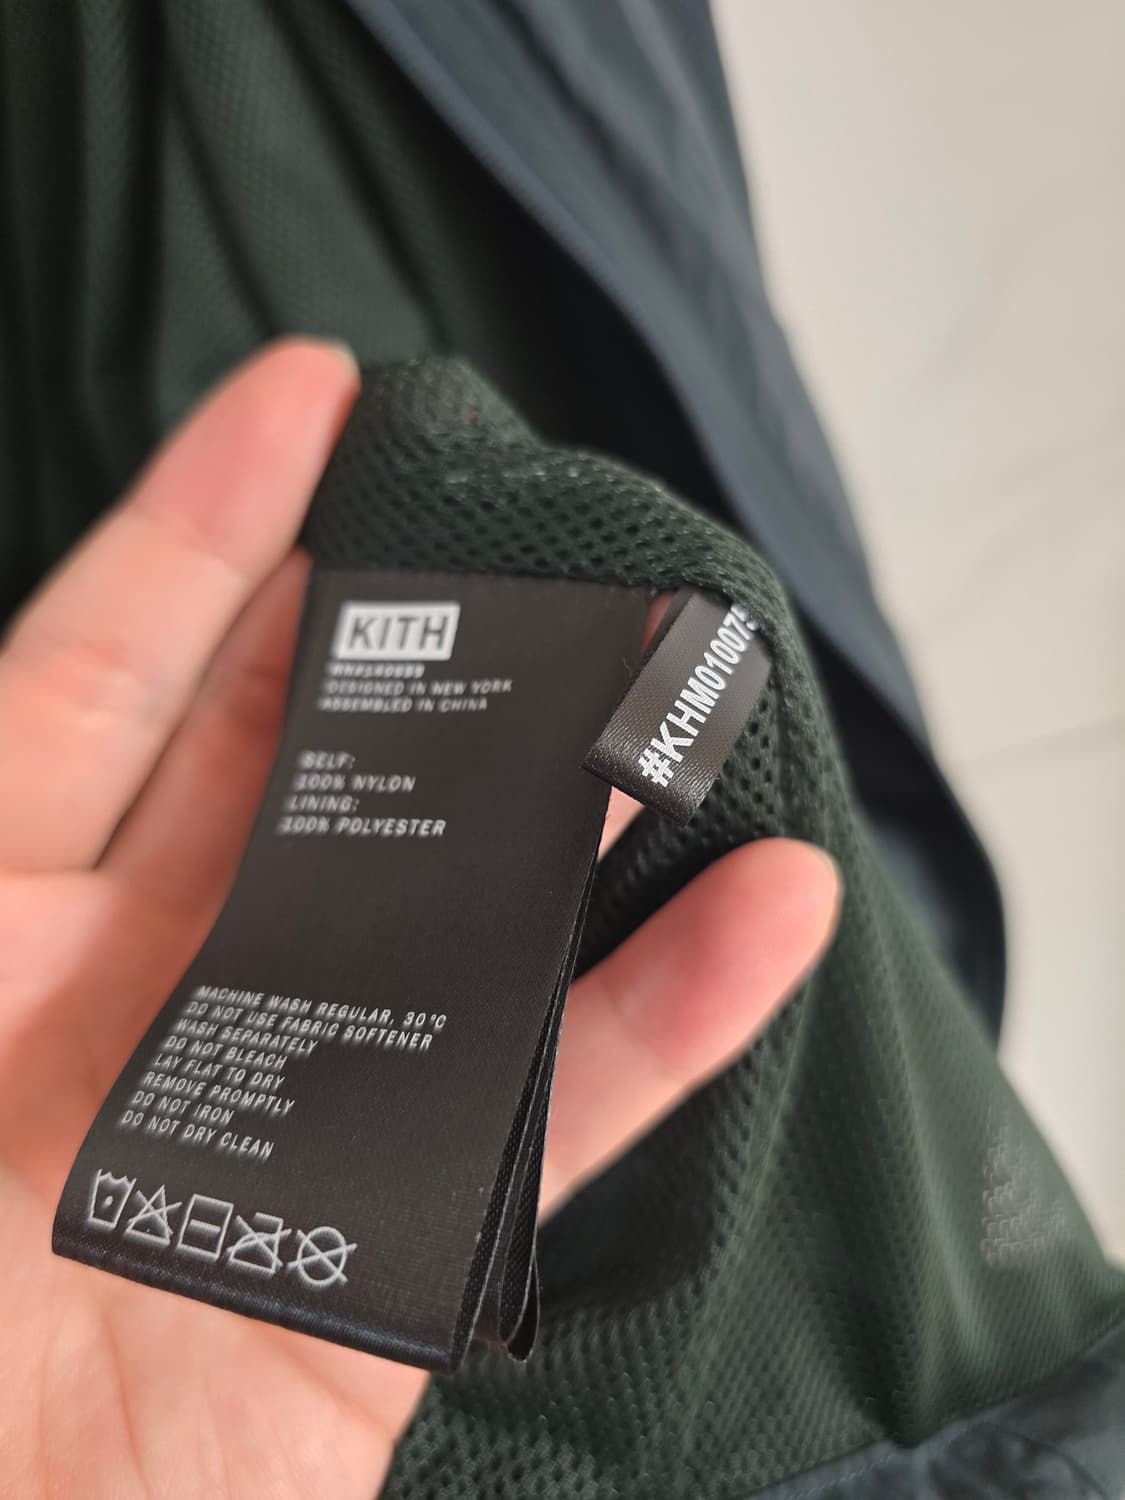 KITH
DESIGNED IN NEW YORK
ASSEMBLED IN CHINA
SELF:
100% NYLON
LINING:
100% POLYESTER
MACHINE WASH REGULAR, 30°C
DO NOT USE FABRIC SOFTENER
WASH SEPARATELY
DO NOT BLEACH
LAY FLAT TO DRY
REMOVE PROMPTLY
DO NOT IRON
DO NOT DRY CLEAN
#KHM010075